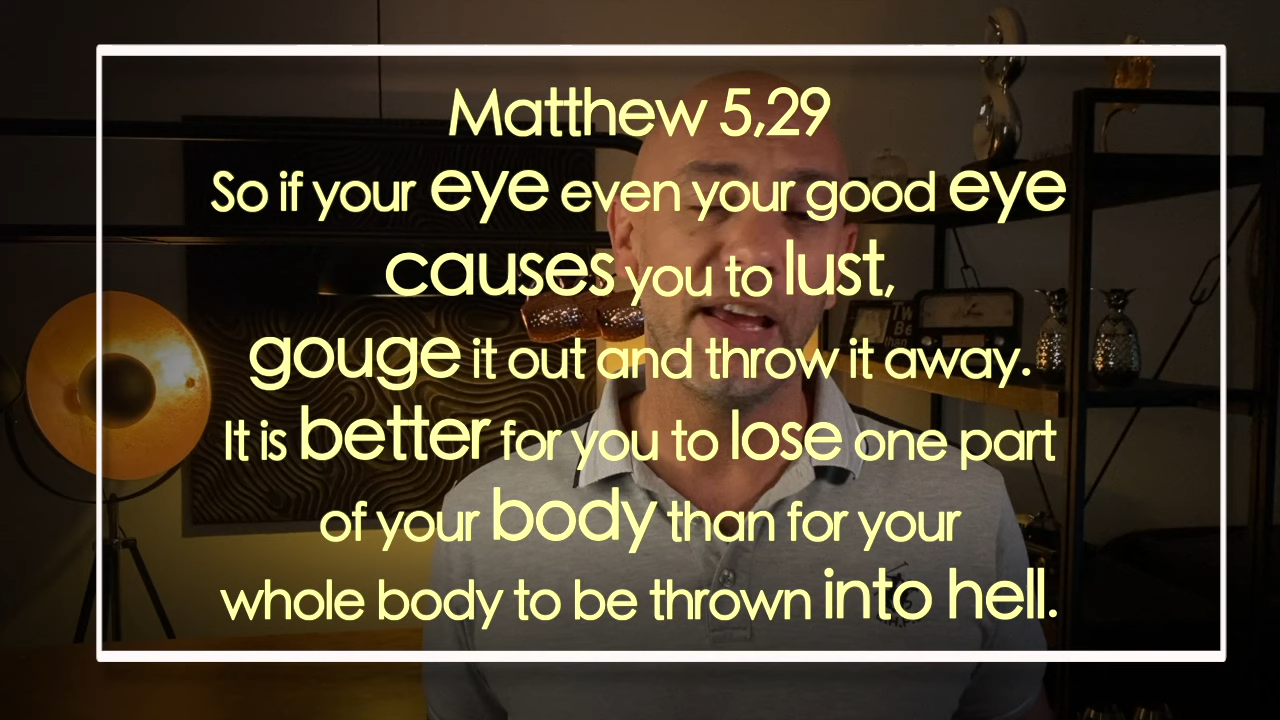 Matthew 5,29
So if your eye even your good eye
causes you to lust,
gouge it out and throw it away.
It is better for you to lose one part
of your body than for your
whole body to be thrown into hell.